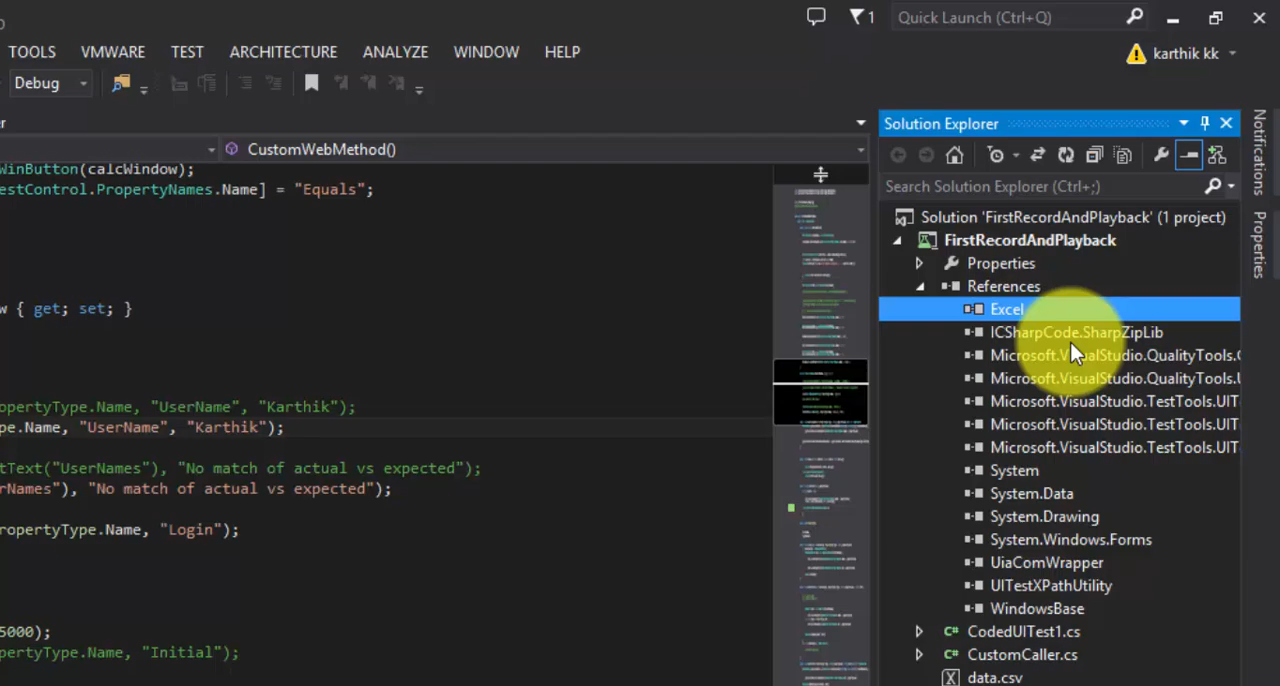 1
Quick Launch (Ctrl+Q)
TOOLS VMWARE TEST ARCHITECTURE ANALYZE WINDOW HELP
karthik kk
Debug
er
CustomWebMethod()
WinButton(calcWindow);
estControl.PropertyNames.Name] = "Equals";
w { get; set; }
opertyType.Name, "UserName", "Karthik");
pe.Name, "UserName", "Karthik");
tText("UserNames"), "No match of actual vs expected");
rNames"), "No match of actual vs expected");
ropertyType.Name, "Login");
5000);
pertyType.Name, "Initial");
Solution Explorer
Search Solution Explorer (Ctrl+;)
Solution 'FirstRecordAndPlayback' (1 project)
FirstRecordAndPlayback
Properties
References
Excel
ICSharpCode.SharpZipLib
Microsoft.VisualStudio.QualityTools.C
Microsoft.VisualStudio.QualityTools.U
Microsoft.VisualStudio.TestTools.UIT
Microsoft.VisualStudio.TestTools.UIT
Microsoft.VisualStudio.TestTools.UIT
System
System.Data
System.Drawing
System.Windows.Forms
UiaComWrapper
UITestXPathUtility
WindowsBase
CodedUITest1.cs
CustomCaller.cs
data.csv
Notifications
Properties